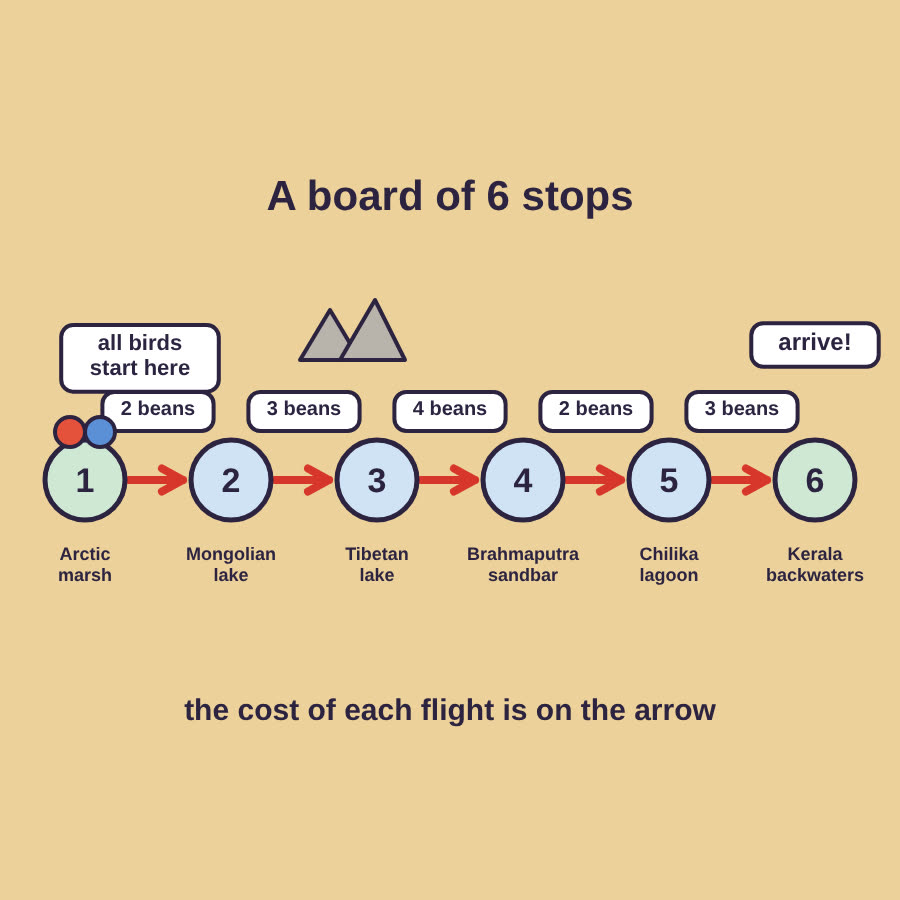 A board of 6 stops
all birds
start here
arrive!
2 beans
3 beans
4 beans
2 beans
3 beans
1
2
3
4
5
6
Arctic
marsh
Mongolian
lake
Tibetan
lake
Brahmaputra
sandbar
Chilika
lagoon
Kerala
backwaters
the cost of each flight is on the arrow